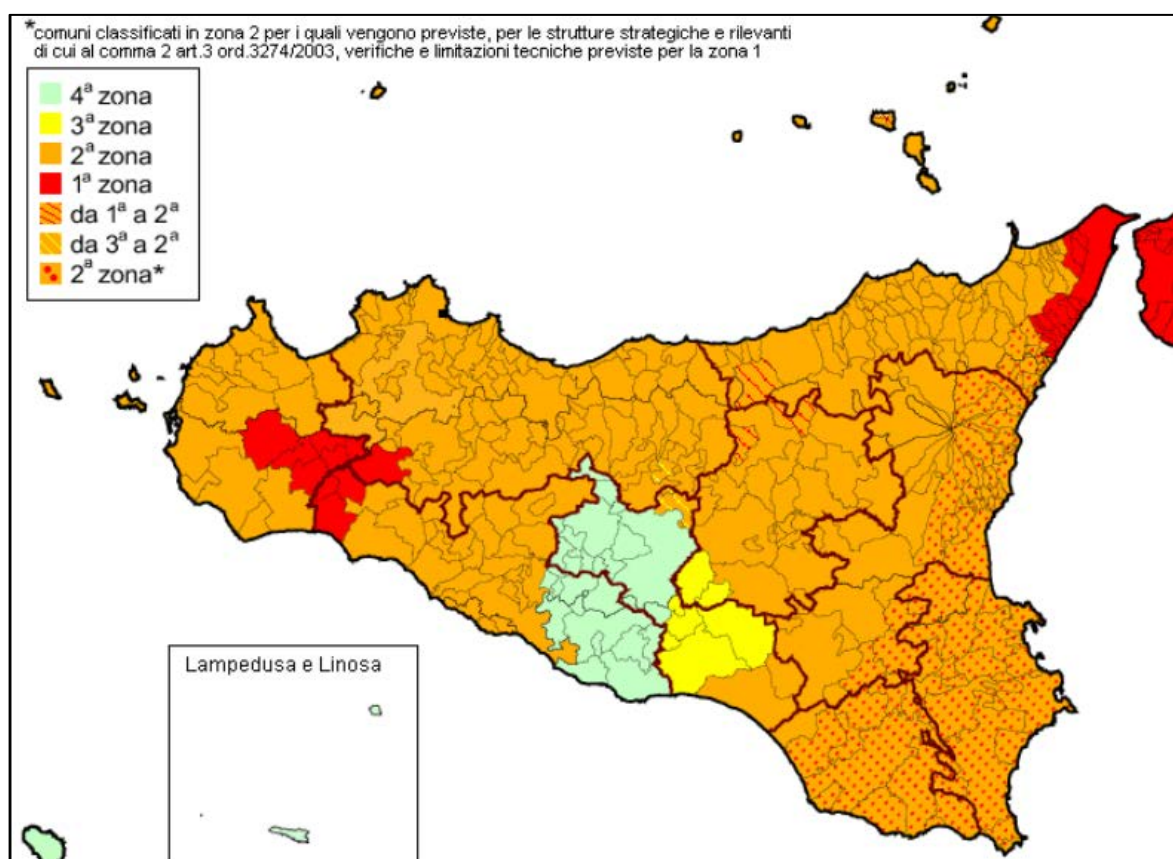 *comuni classificati in zona 2 per i quali vengono previste, per le strutture strategiche e rilevanti
di cui al comma 2 art.3 ord.3274/2003, verifiche e limitazioni tecniche previste per la zona 1
4ª zona
3ª zona
2ª zona
1ª zona
da 1ª a 2ª
da 3ª a 2ª
2ª zona*
Lampedusa e Linosa